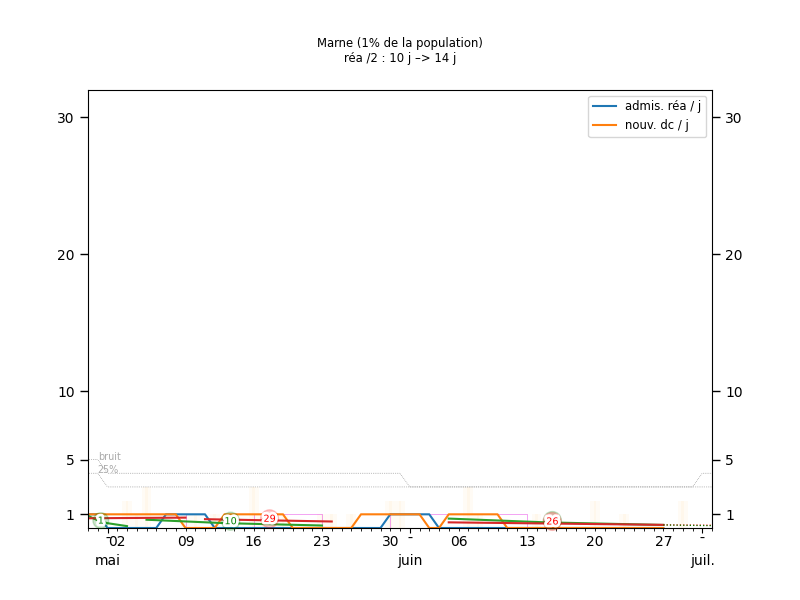 Marne (1% de la population)
réa /2 : 10 j –> 14 j
admis. réa / j
nouv. dc / j
30 30
20 20
10 10
5 5
1 1
bruit
25%
1 10 29 26
- 02 09 16 23 30 - 06 13 20 27 -
mai juin juil.